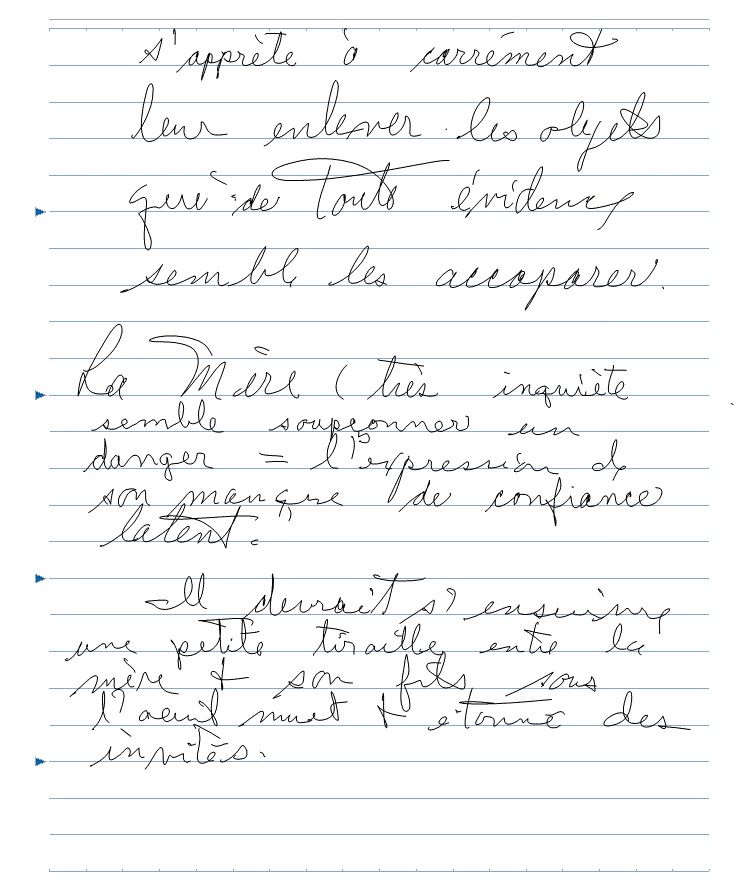 s'apprète à carrément
leur enlever les objets
qui de toute évidence
semble les accaparer.
La Mère (très inquiète
semble soupçonner un
danger = l'expression de
son manque de confiance
latent.
Il devrait s'ensuivre
une petite tiraille entre la
mère + son fils, sous
l'oeuil muet + étonné des
invités.